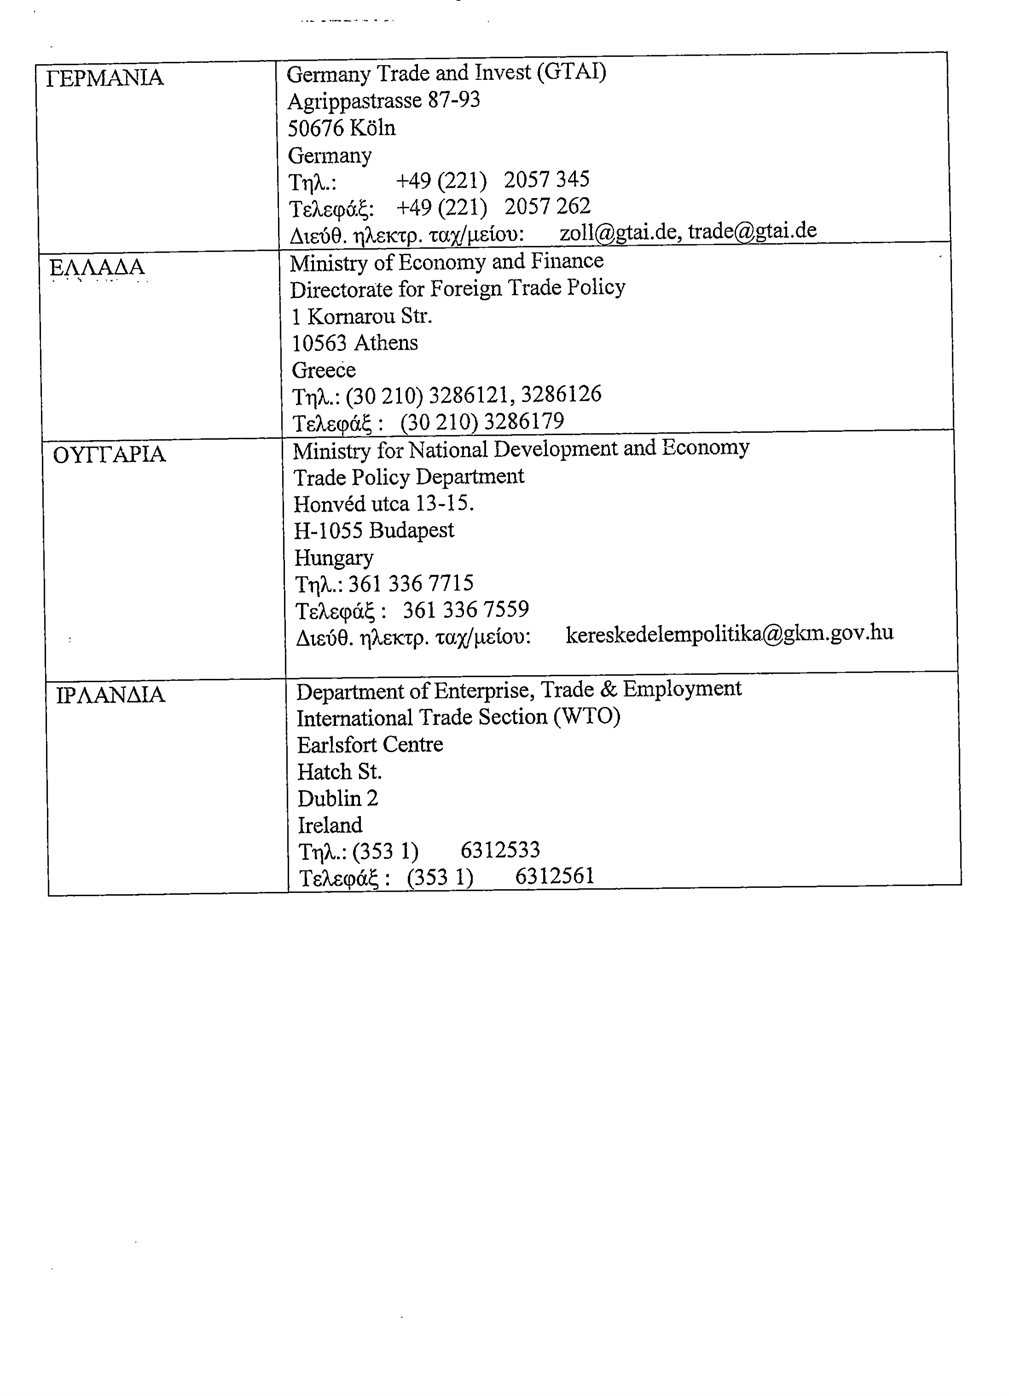 ΓΕΡΜΑΝΙΑ
Germany Trade and Invest (GTAI)
Agrippastrasse 87-93
50676 Köln
Germany
Τηλ.: +49 (221) 2057 345
Τελεφάξ: +49 (221) 2057 262
Διεύθ. ηλεκτρ. ταχ/μείου: zoll@gtai.de, trade@gtai.de
ΕΛΛΑΔΑ
Ministry of Economy and Finance
Directorate for Foreign Trade Policy
1 Kornarou Str.
10563 Athens
Greece
Τηλ.: (30 210) 3286121, 3286126
Τελεφάξ : (30 210) 3286179
ΟΥΓΓΑΡΙΑ
Ministry for National Development and Economy
Trade Policy Department
Honvéd utca 13-15.
H-1055 Budapest
Hungary
Τηλ.: 361 336 7715
Τελεφάξ : 361 336 7559
Διεύθ. ηλεκτρ. ταχ/μείου: kereskedelempolitika@gkm.gov.hu
ΙΡΛΑΝΔΙΑ
Department of Enterprise, Trade & Employment
International Trade Section (WTO)
Earlsfort Centre
Hatch St.
Dublin 2
Ireland
Τηλ.: (353 1) 6312533
Τελεφάξ : (353 1) 6312561